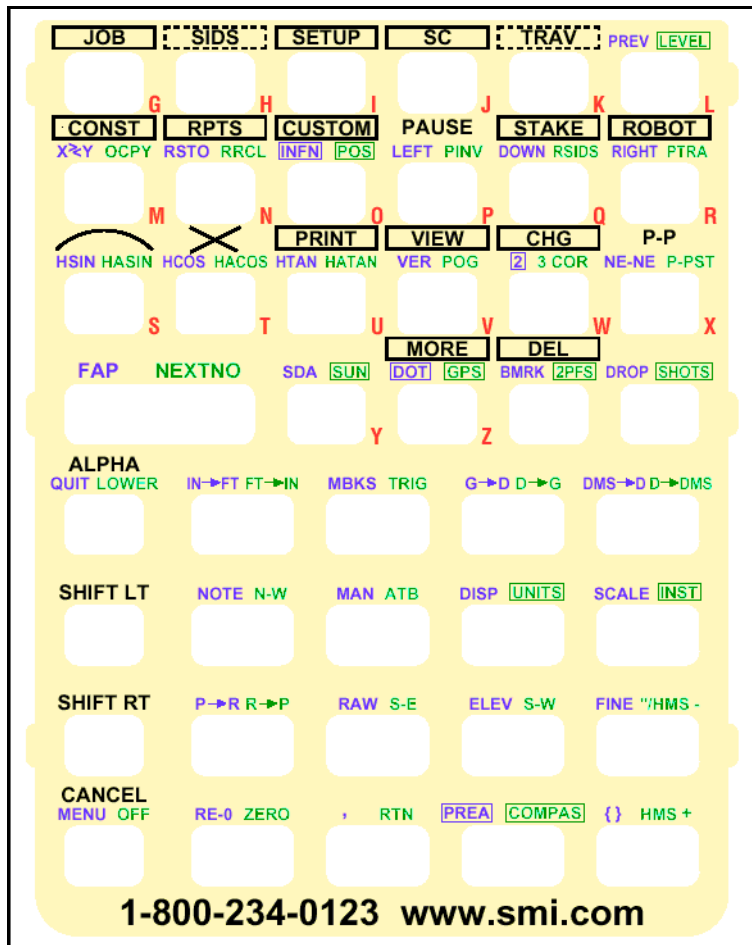 JOB SIDS SETUP SC TRAV PREV LEVEL
G H I J K L
CONST RPTS CUSTOM PAUSE STAKE ROBOT
X≷Y OCPY RSTO RRCL INFN POS LEFT PINV DOWN RSIDS RIGHT PTRA
M N O P Q R
PRINT VIEW CHG P-P
HSIN HASIN HCOS HACOS HTAN HATAN VER POG 2 3 COR NE-NE P-PST
S T U V W X
MORE DEL
FAP NEXTNO SDA SUN DOT GPS BMRK 2PFS DROP SHOTS
Y Z
ALPHA
QUIT LOWER IN→FT FT→IN MBKS TRIG G→D D→G DMS→D D→DMS
SHIFT LT NOTE N-W MAN ATB DISP UNITS SCALE INST
SHIFT RT P→R R→P RAW S-E ELEV S-W FINE "/HMS -
CANCEL
MENU OFF RE-0 ZERO , RTN PREA COMPAS { } HMS +
1-800-234-0123 www.smi.com